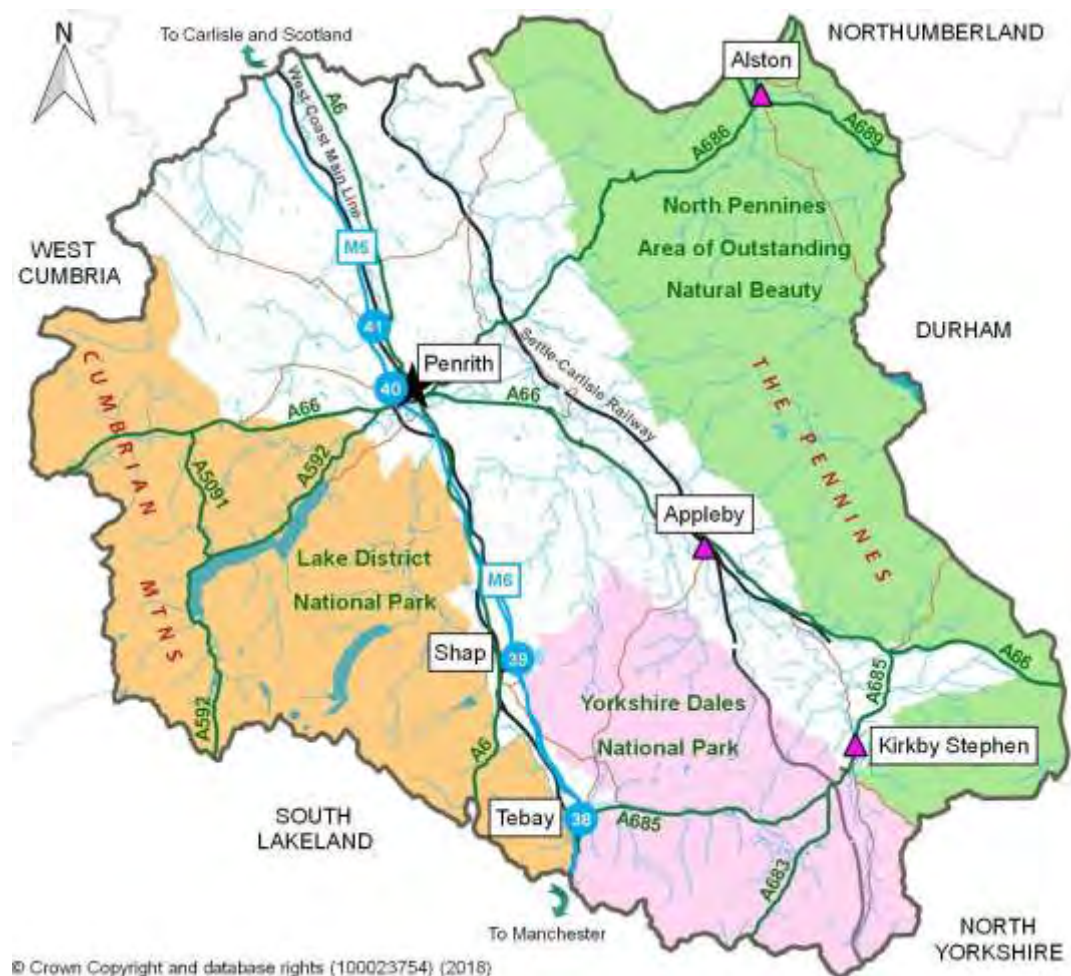 N
To Carlisle and Scotland
NORTHUMBERLAND
Alston
A6
West Coast Main Line
A686
A689
North Pennines
Area of Outstanding
Natural Beauty
WEST
CUMBRIA
M6
DURHAM
41
Settle-Carlisle Railway
Penrith
40
A66
A66
CUMBRIAN
MTNS
THE PENNINES
A592
A5091
Appleby
Lake District
National Park
M6
Shap
39
A66
A685
Yorkshire Dales
National Park
A592
Kirkby Stephen
A6
SOUTH
LAKELAND
Tebay
38
A685
A683
To Manchester
NORTH
YORKSHIRE
© Crown Copyright and database rights (100023754) (2018)